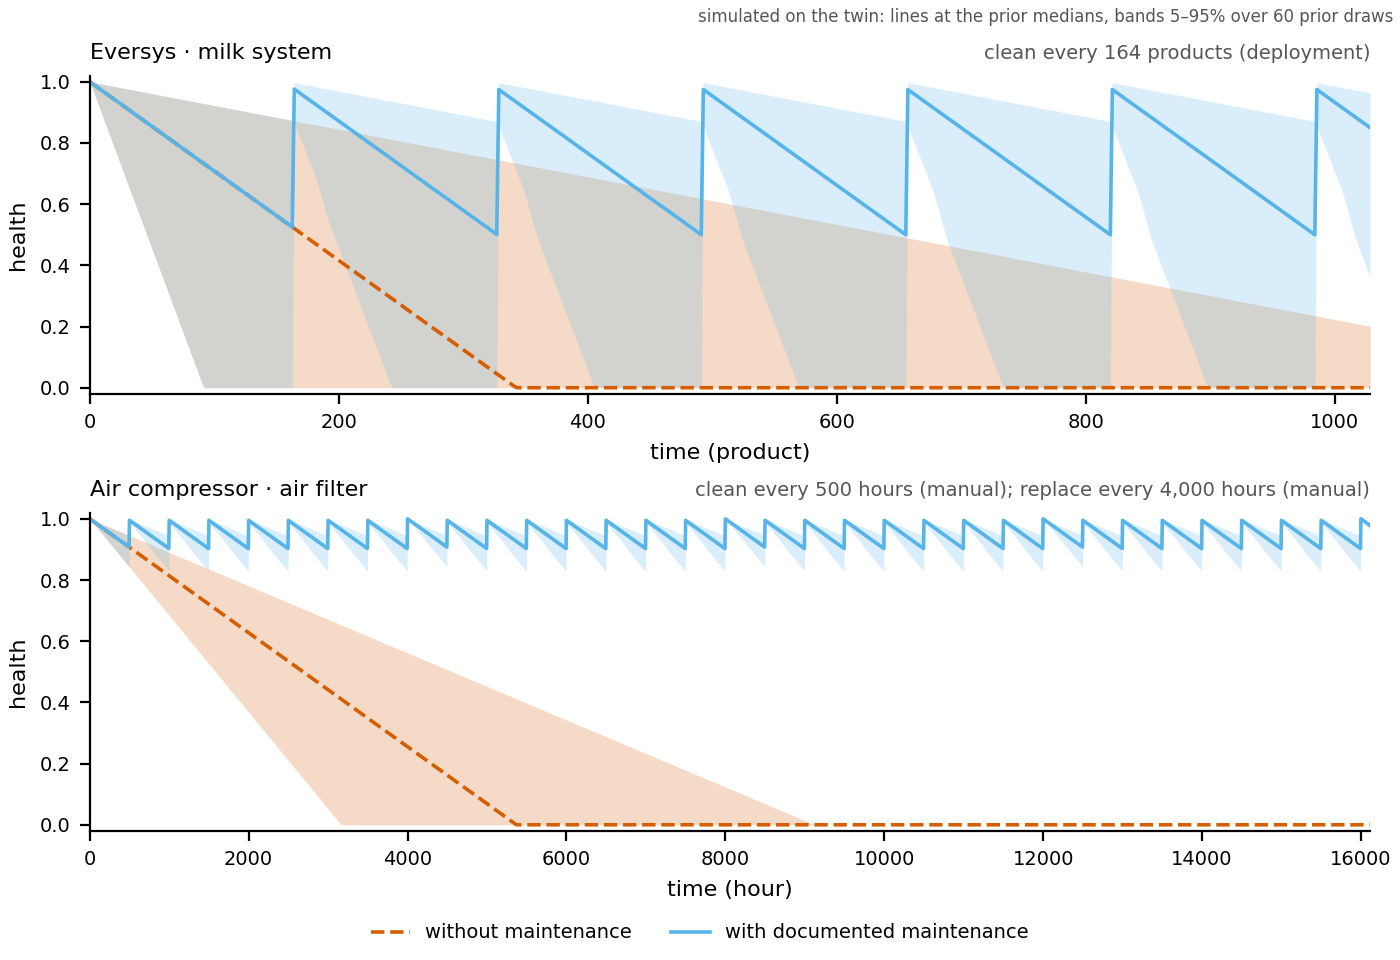 simulated on the twin: lines at the prior medians, bands 5–95% over 60 prior draws
Eversys · milk system
clean every 164 products (deployment)
1.0
0.8
0.6
0.4
0.2
0.0
health
0 200 400 600 800 1000
time (product)
Air compressor · air filter
clean every 500 hours (manual); replace every 4,000 hours (manual)
1.0
0.8
0.6
0.4
0.2
0.0
health
0 2000 4000 6000 8000 10000 12000 14000 16000
time (hour)
without maintenance
with documented maintenance